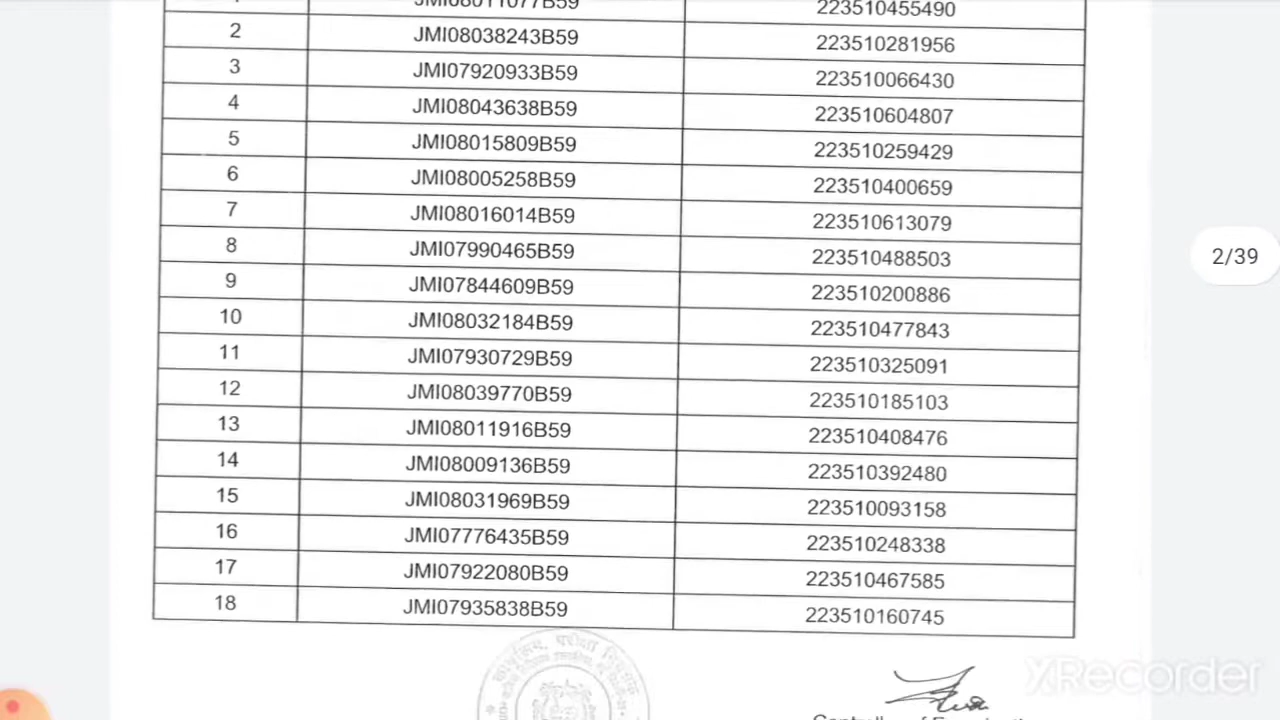 JMI08011077B59 223510455490
2 JMI08038243B59 223510281956
3 JMI07920933B59 223510066430
4 JMI08043638B59 223510604807
5 JMI08015809B59 223510259429
6 JMI08005258B59 223510400659
7 JMI08016014B59 223510613079
8 JMI07990465B59 223510488503
9 JMI07844609B59 223510200886
10 JMI08032184B59 223510477843
11 JMI07930729B59 223510325091
12 JMI08039770B59 223510185103
13 JMI08011916B59 223510408476
14 JMI08009136B59 223510392480
15 JMI08031969B59 223510093158
16 JMI07776435B59 223510248338
17 JMI07922080B59 223510467585
18 JMI07935838B59 223510160745
2/39
XRecorder